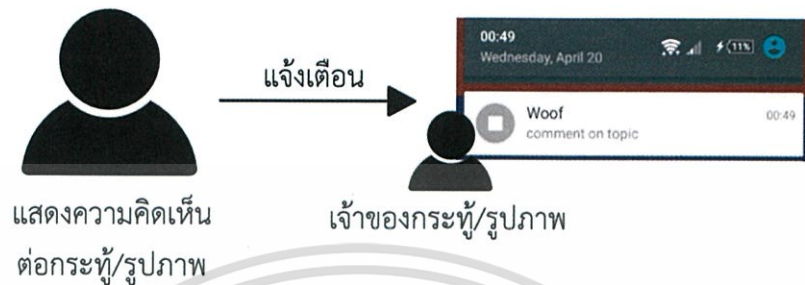 00:49
Wednesday, April 20
11%
แจ้งเตือน
Woof
00:49
comment on topic
แสดงความคิดเห็น
ต่อกระทู้/รูปภาพ
เจ้าของกระทู้/รูปภาพ